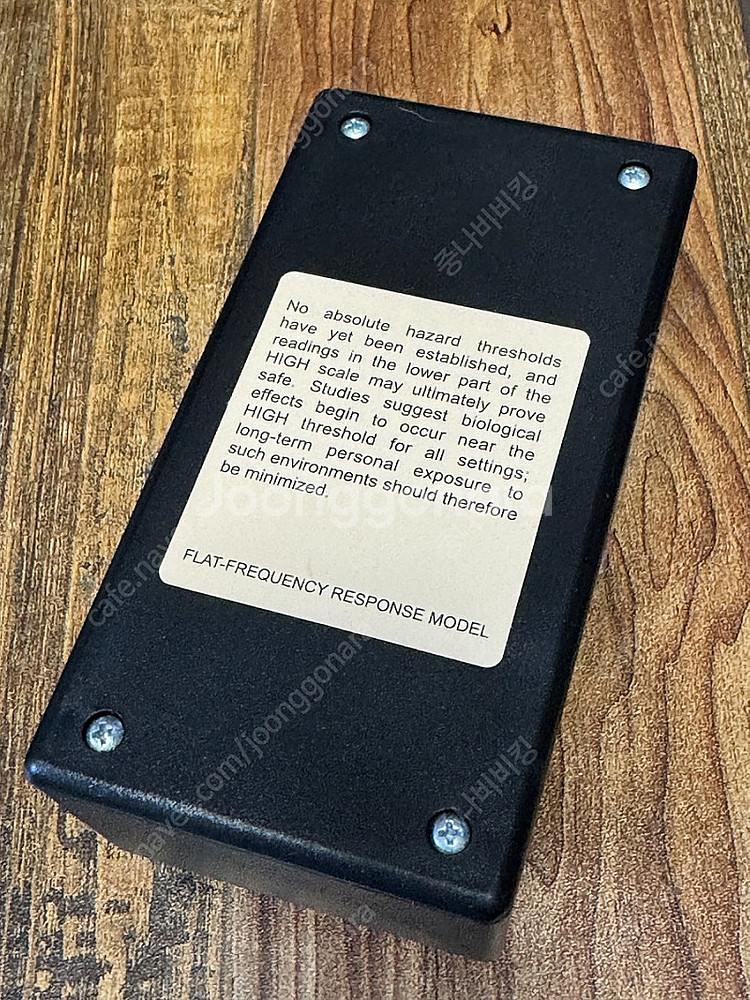 No absolute hazard thresholds
have yet been established, and
readings in the lower part of the
HIGH scale may ultimately prove
safe. Studies suggest biological
effects begin to occur near the
HIGH threshold for all settings;
long-term personal exposure to
such environments should therefore
be minimized.
FLAT-FREQUENCY RESPONSE MODEL
중나비비킹
Joonggonara
cafe.naver.com/joonggonara
중나비비킹